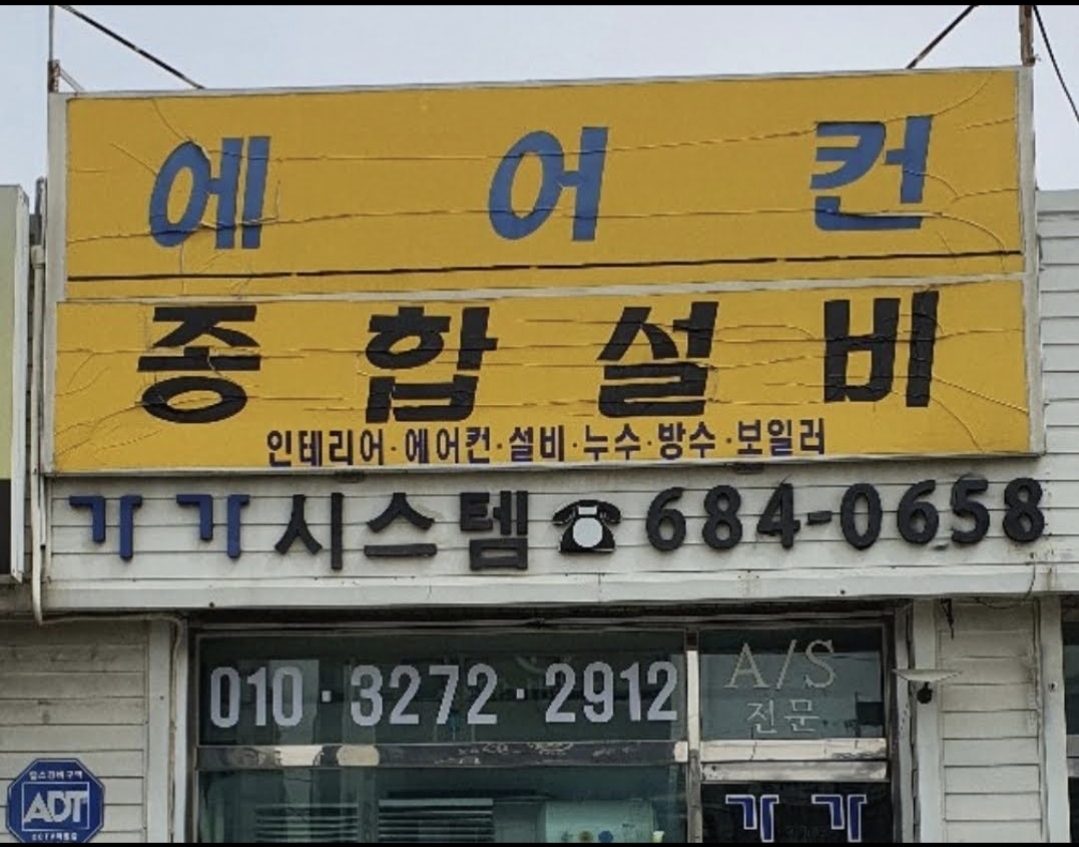 에어컨
종합설비
인테리어·에어컨·설비·누수·방수·보일러
가가시스템☎684-0658
010·3272·2912
A/S
전문
ADT
가가